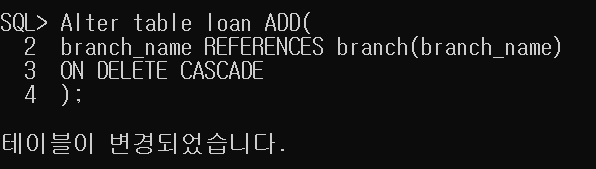 SQL> Alter table loan ADD(
  2  branch_name REFERENCES branch(branch_name)
  3  ON DELETE CASCADE
  4  );
테이블이 변경되었습니다.